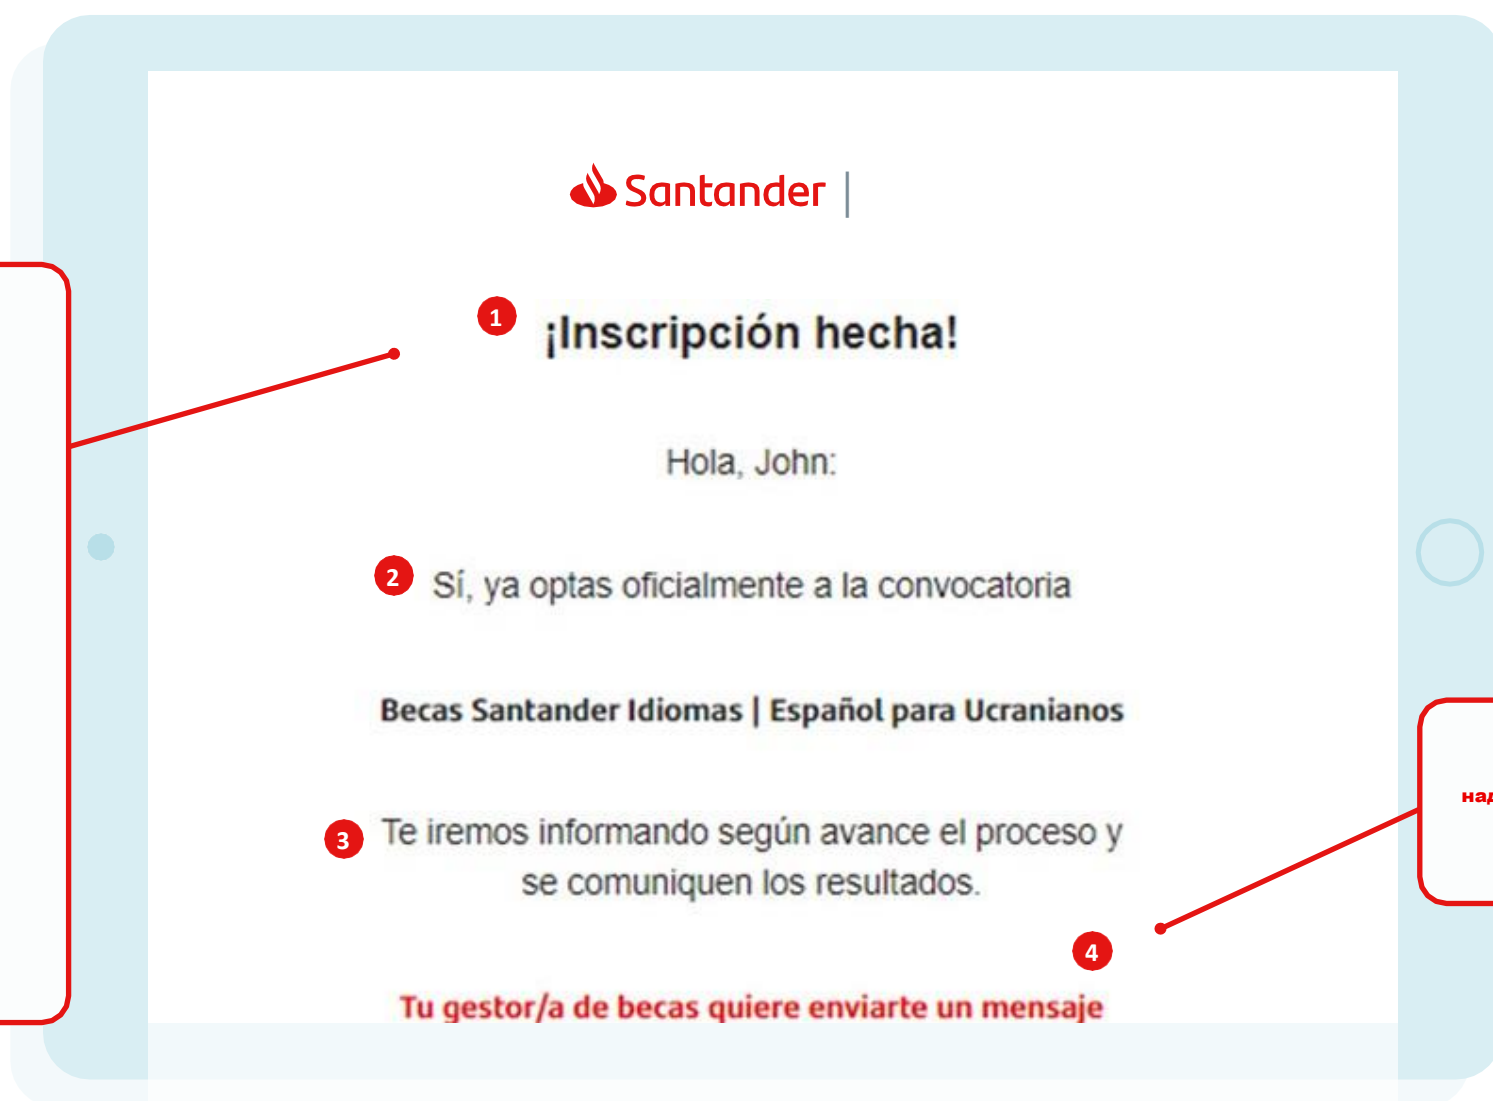 Santander
1 ¡Inscripción hecha!
Hola, John:
2 Sí, ya optas oficialmente a la convocatoria
Becas Santander Idiomas | Español para Ucranianos
3 Te iremos informando según avance el proceso y
se comuniquen los resultados.
4
Tu gestor/a de becas quiere enviarte un mensaje